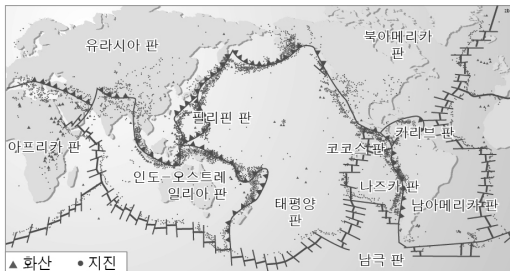 유라시아 판
북아메리카
판
필리핀 판
카리브 판
아프리카 판
코코스 판
인도-오스트레
일리아 판
나즈카 판
태평양
판
남아메리카 판
남극 판
▲ 화산
● 지진